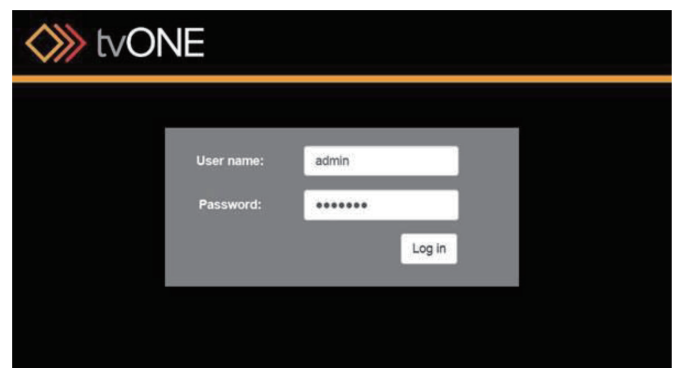 tvONE
User name: admin
Password: •••••••
Log in